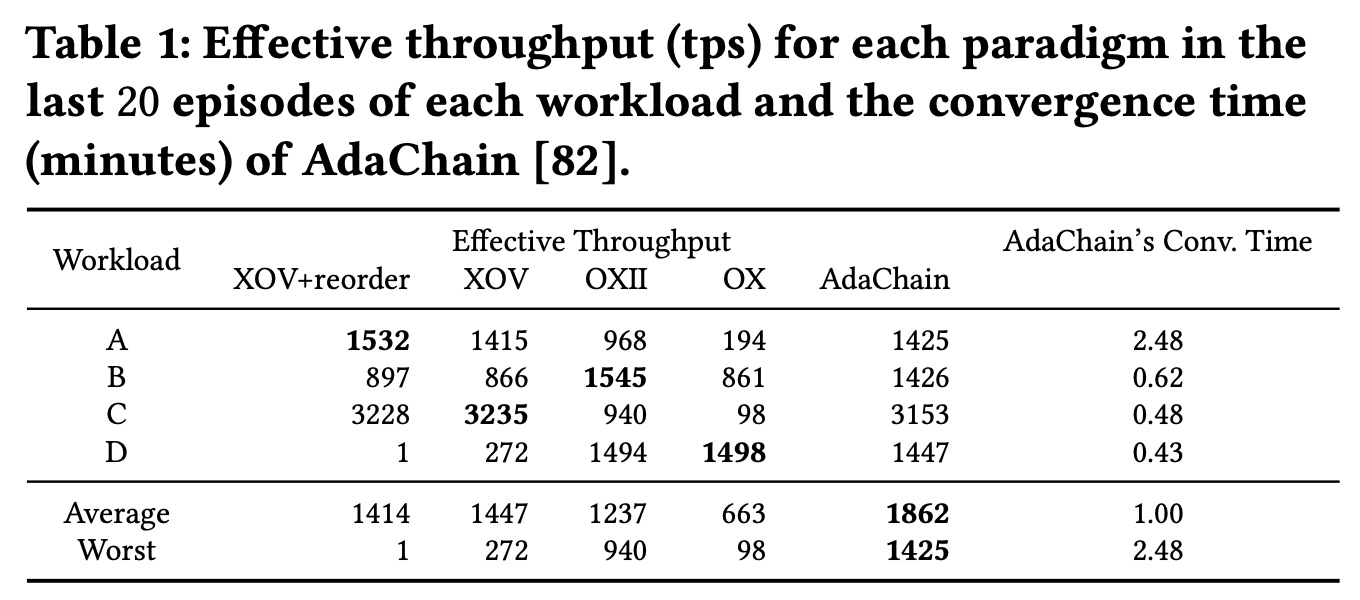 Table 1: Effective throughput (tps) for each paradigm in the
last 20 episodes of each workload and the convergence time
(minutes) of AdaChain [82].
Workload Effective Throughput AdaChain’s Conv. Time
XOV+reorder XOV OXII OX AdaChain
A 1532 1415 968 194 1425 2.48
B 897 866 1545 861 1426 0.62
C 3228 3235 940 98 3153 0.48
D 1 272 1494 1498 1447 0.43
Average 1414 1447 1237 663 1862 1.00
Worst 1 272 940 98 1425 2.48